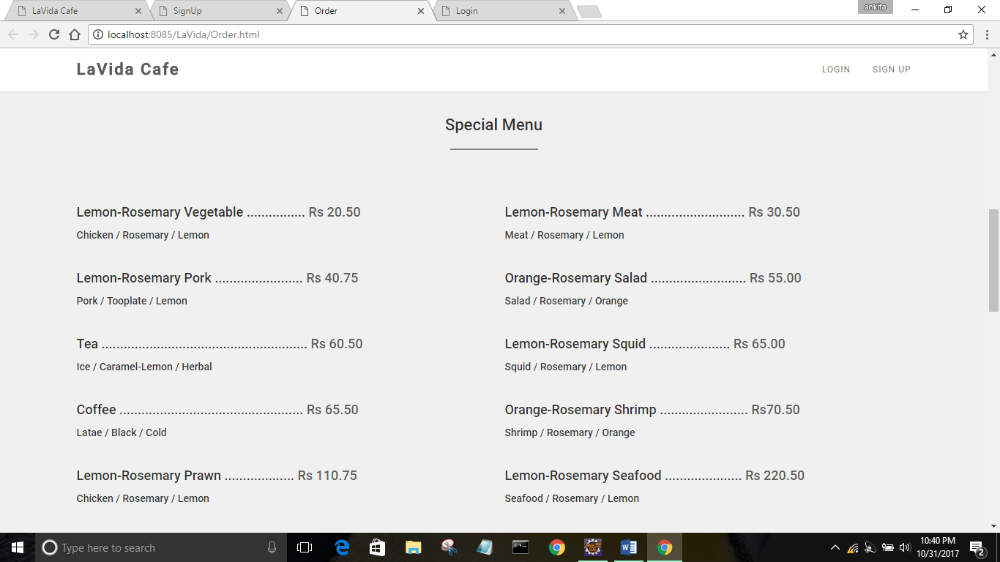 LaVida Cafe
SignUp
Order
Login
ankita
localhost:8085/LaVida/Order.html
LaVida Cafe
LOGIN
SIGN UP
Special Menu
Lemon-Rosemary Vegetable ................ Rs 20.50
Chicken / Rosemary / Lemon
Lemon-Rosemary Meat ........................... Rs 30.50
Meat / Rosemary / Lemon
Lemon-Rosemary Pork ........................ Rs 40.75
Pork / Tooplate / Lemon
Orange-Rosemary Salad .......................... Rs 55.00
Salad / Rosemary / Orange
Tea ........................................................ Rs 60.50
Ice / Caramel-Lemon / Herbal
Lemon-Rosemary Squid ...................... Rs 65.00
Squid / Rosemary / Lemon
Coffee .................................................. Rs 65.50
Latae / Black / Cold
Orange-Rosemary Shrimp ........................ Rs70.50
Shrimp / Rosemary / Orange
Lemon-Rosemary Prawn ................... Rs 110.75
Chicken / Rosemary / Lemon
Lemon-Rosemary Seafood ..................... Rs 220.50
Seafood / Rosemary / Lemon
Type here to search
10:40 PM
10/31/2017
2